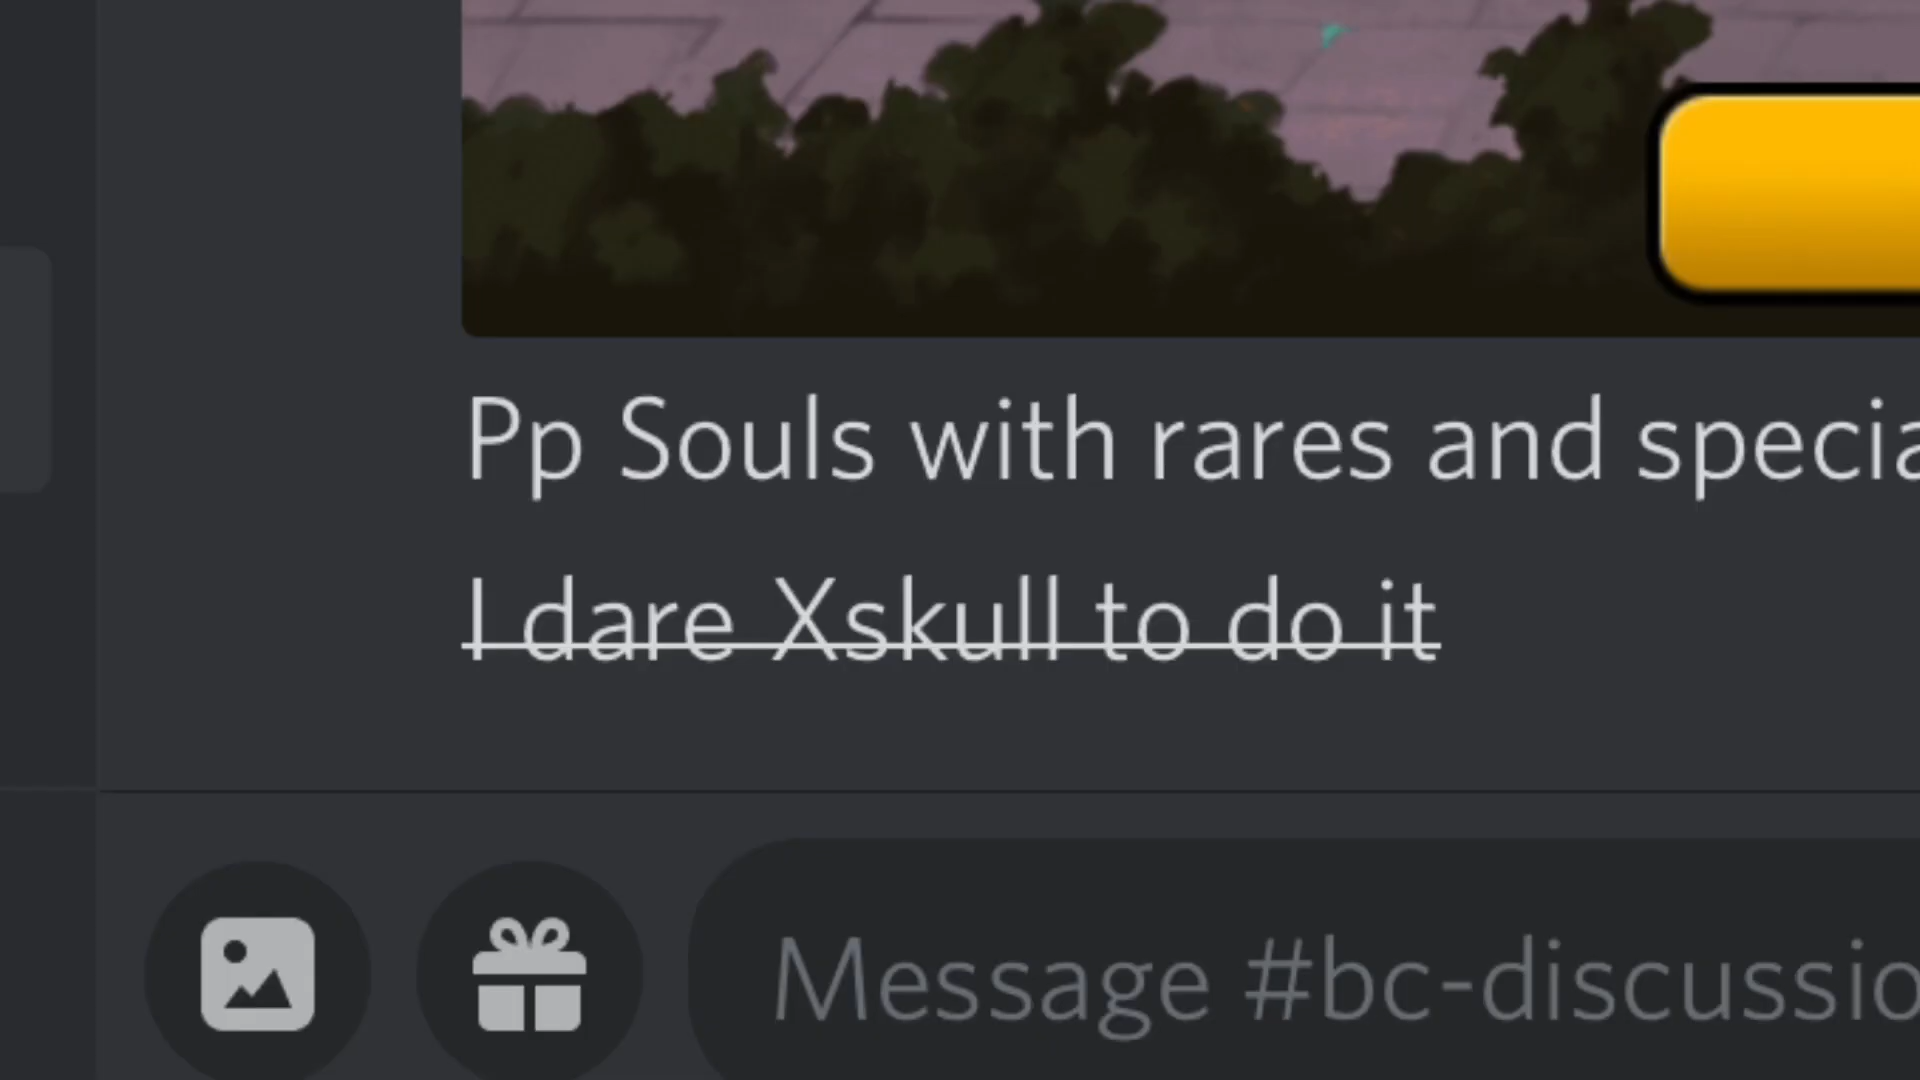 Pp Souls with rares and specia
I dare Xskull to do it
Message #bc-discussio